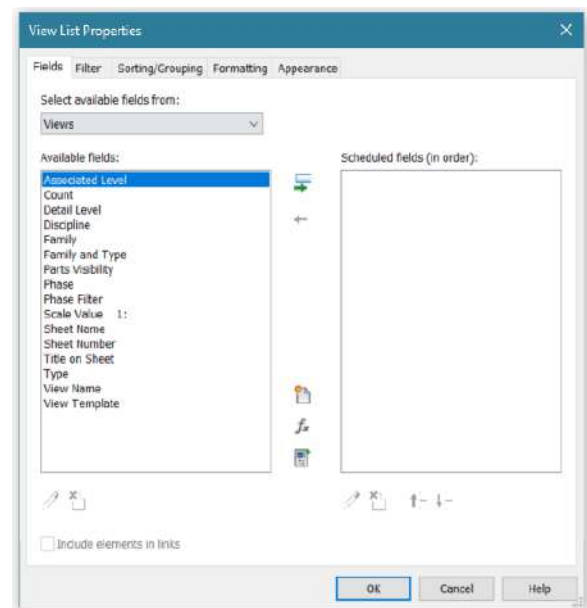 View List Properties
Fields Filter Sorting/Grouping Formatting Appearance
Select available fields from:
Views
Available fields:
Scheduled fields (in order):
Associated Level
Count
Detail Level
Discipline
Family
Family and Type
Parts Visibility
Phase
Phase Filter
Scale Value 1:
Sheet Name
Sheet Number
Title on Sheet
Type
View Name
View Template
fx
Include elements in links
OK Cancel Help